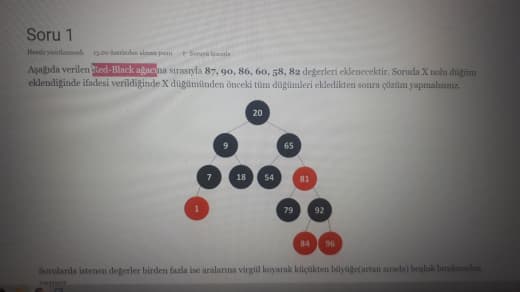 Soru 1
Henüz yanıtlanmadı 15,00 üzerinden alınan puan Soruyu İşaretle
Aşağıda verilen Red-Black ağacına sırasıyla 87, 90, 86, 60, 58, 82 değerleri eklenecektir. Soruda X nolu düğüm
eklendiğinde ifadesi verildiğinde X düğümünden önceki tüm düğümleri ekledikten sonra çözüm yapmalısınız.
20
9 65
7 18 54 81
1 79 92
84 96
Sorularda istenen değerler birden fazla ise aralarına virgül koyarak küçükten büyüğe(artan sırada) boşluk bırakmadan